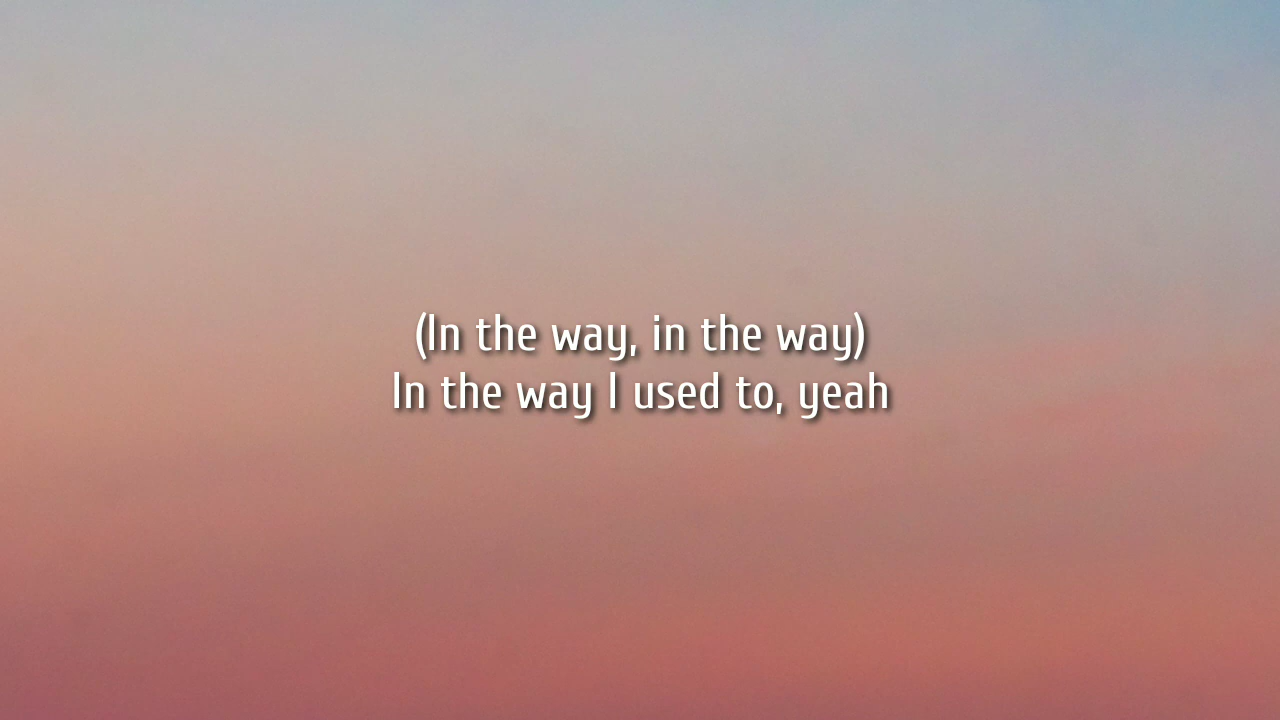 (In the way, in the way)
In the way I used to, yeah